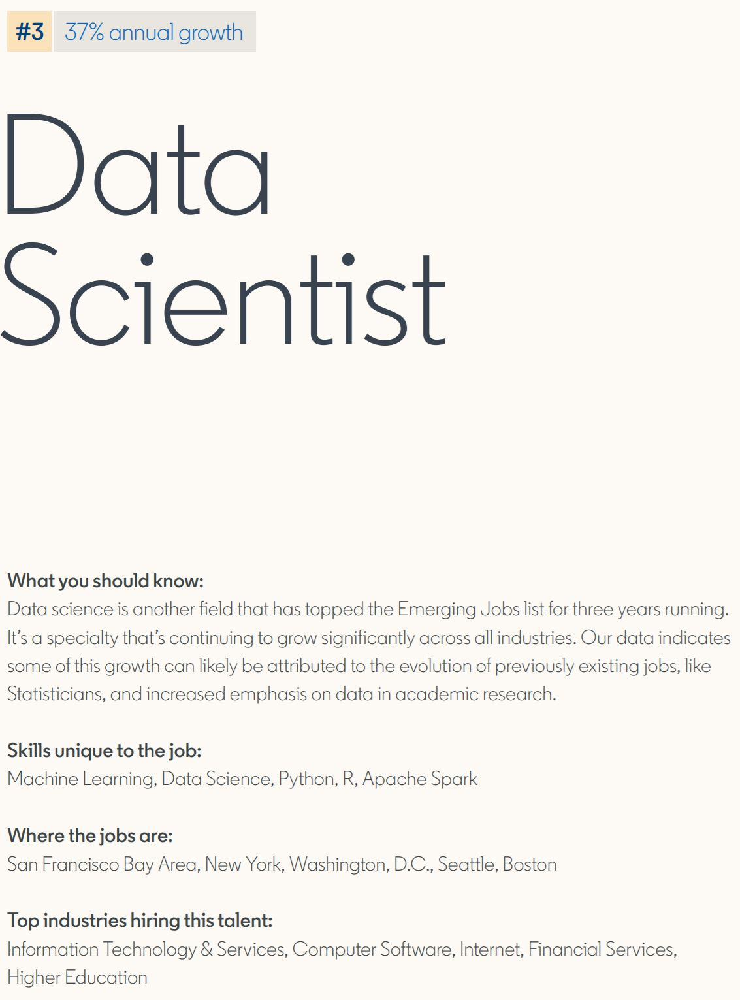 #3 37% annual growth
Data
Scientist
What you should know:
Data science is another field that has topped the Emerging Jobs list for three years running.
It’s a specialty that’s continuing to grow significantly across all industries. Our data indicates
some of this growth can likely be attributed to the evolution of previously existing jobs, like
Statisticians, and increased emphasis on data in academic research.
Skills unique to the job:
Machine Learning, Data Science, Python, R, Apache Spark
Where the jobs are:
San Francisco Bay Area, New York, Washington, D.C., Seattle, Boston
Top industries hiring this talent:
Information Technology & Services, Computer Software, Internet, Financial Services,
Higher Education